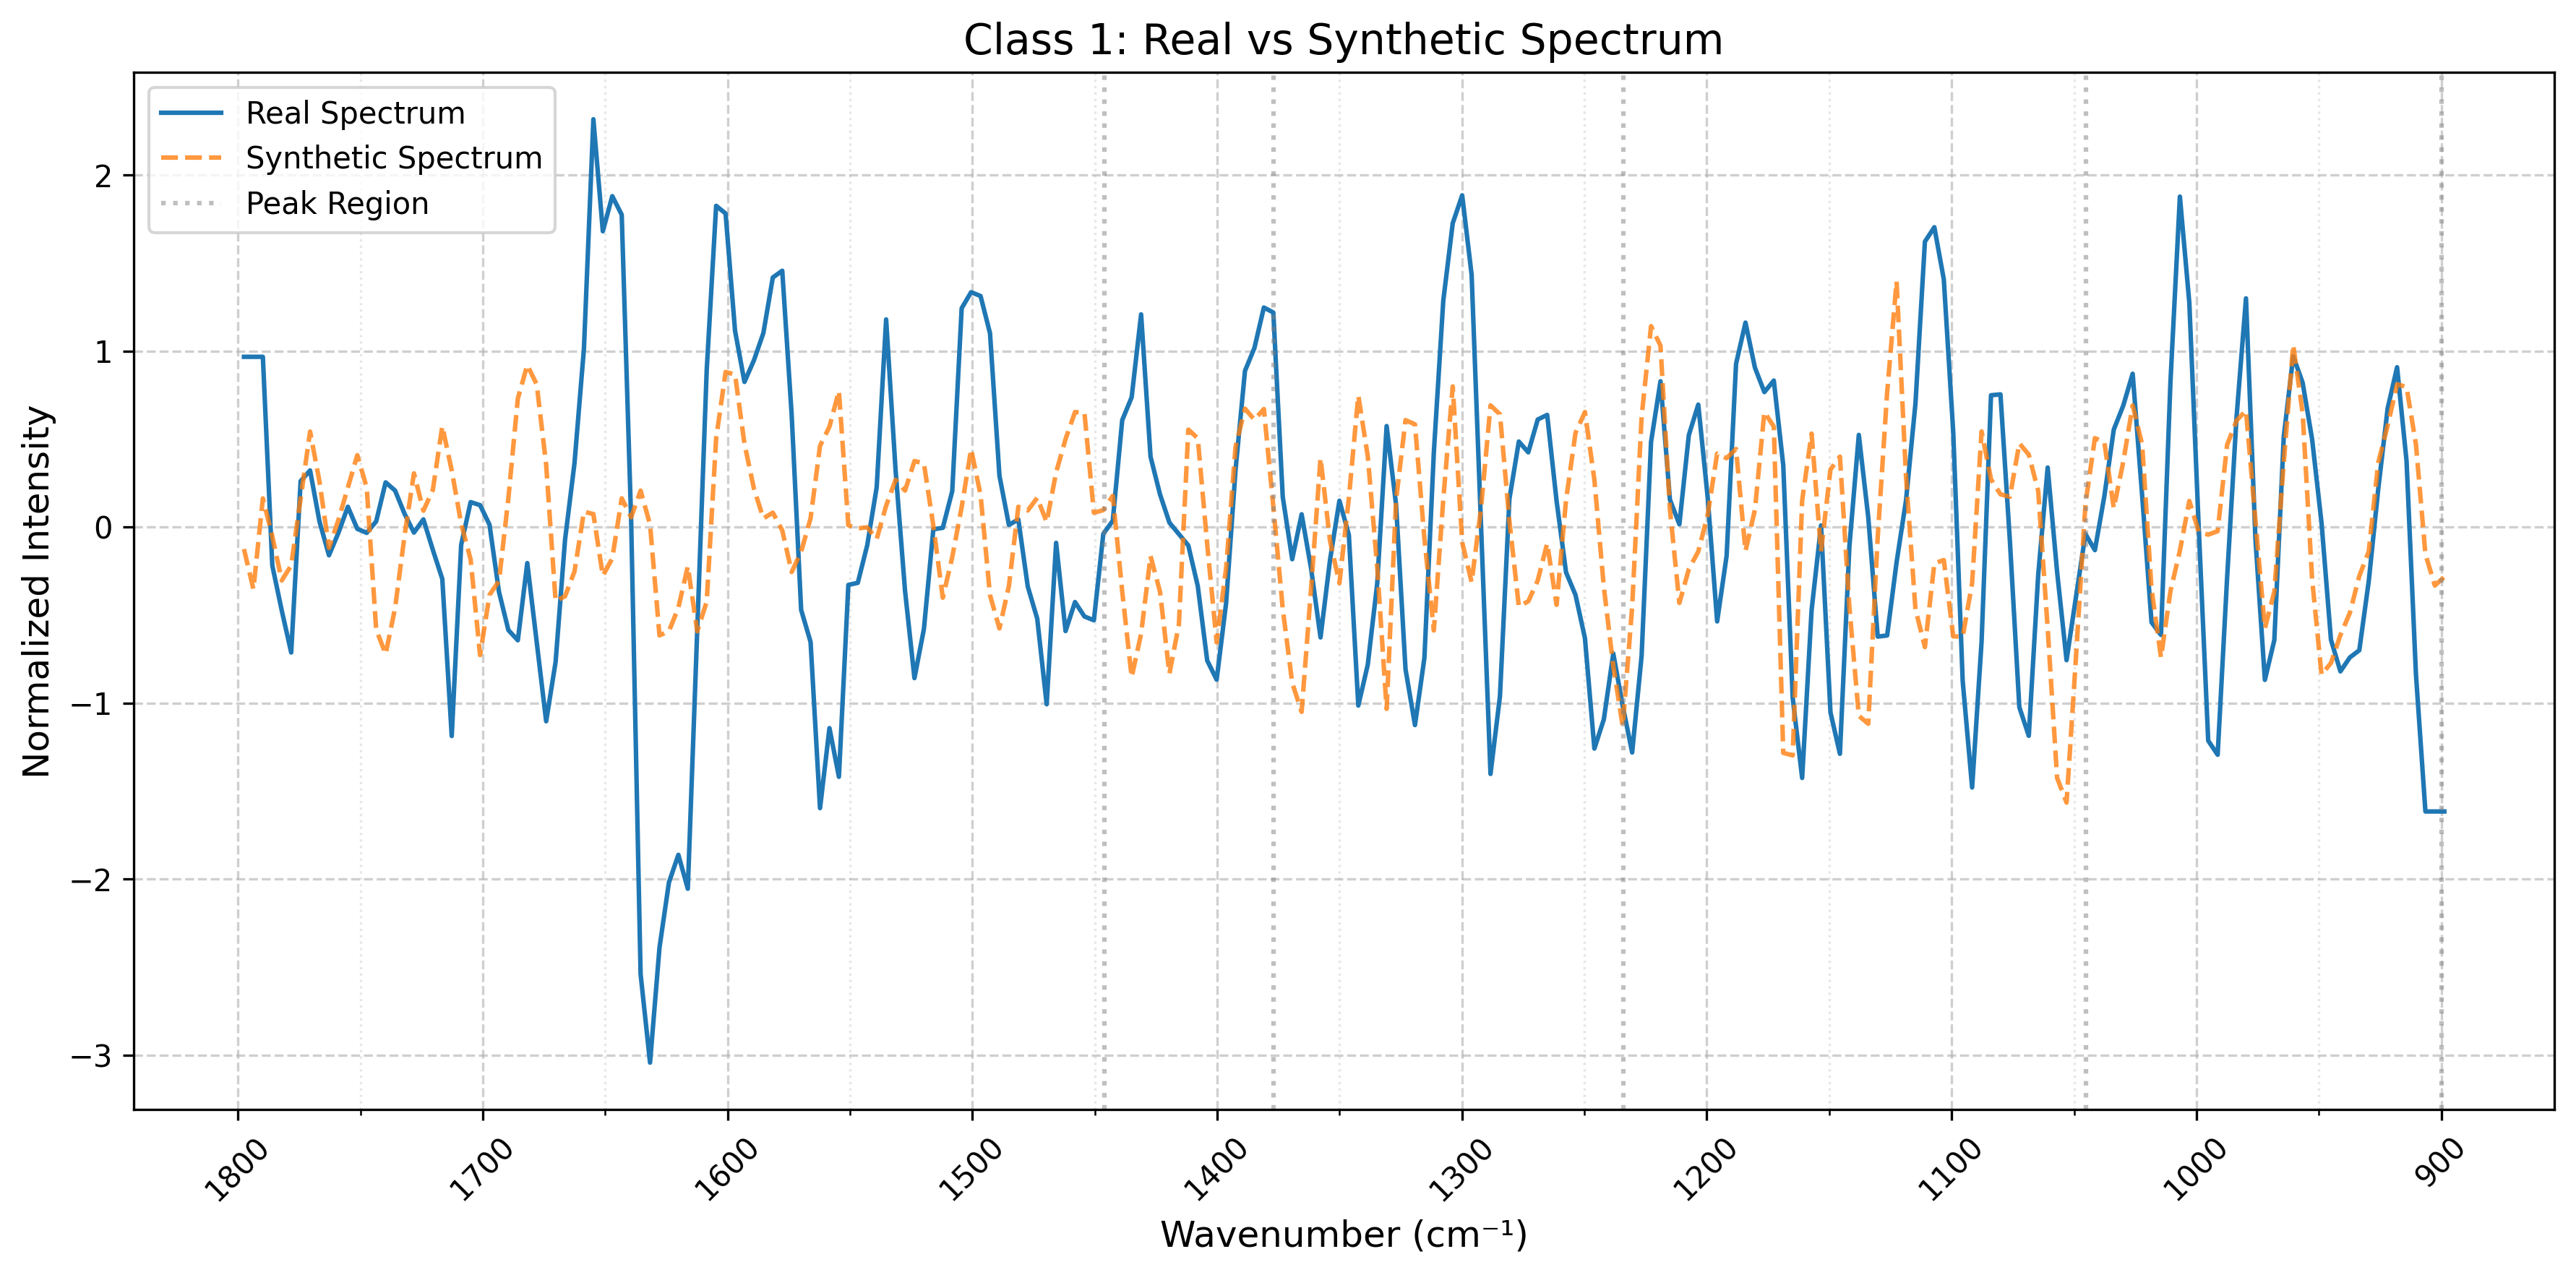 Class 1: Real vs Synthetic Spectrum
Real Spectrum
Synthetic Spectrum
Peak Region
Normalized Intensity
2
1
0
−1
−2
−3
1800
1700
1600
1500
1400
1300
1200
1100
1000
900
Wavenumber (cm⁻¹)